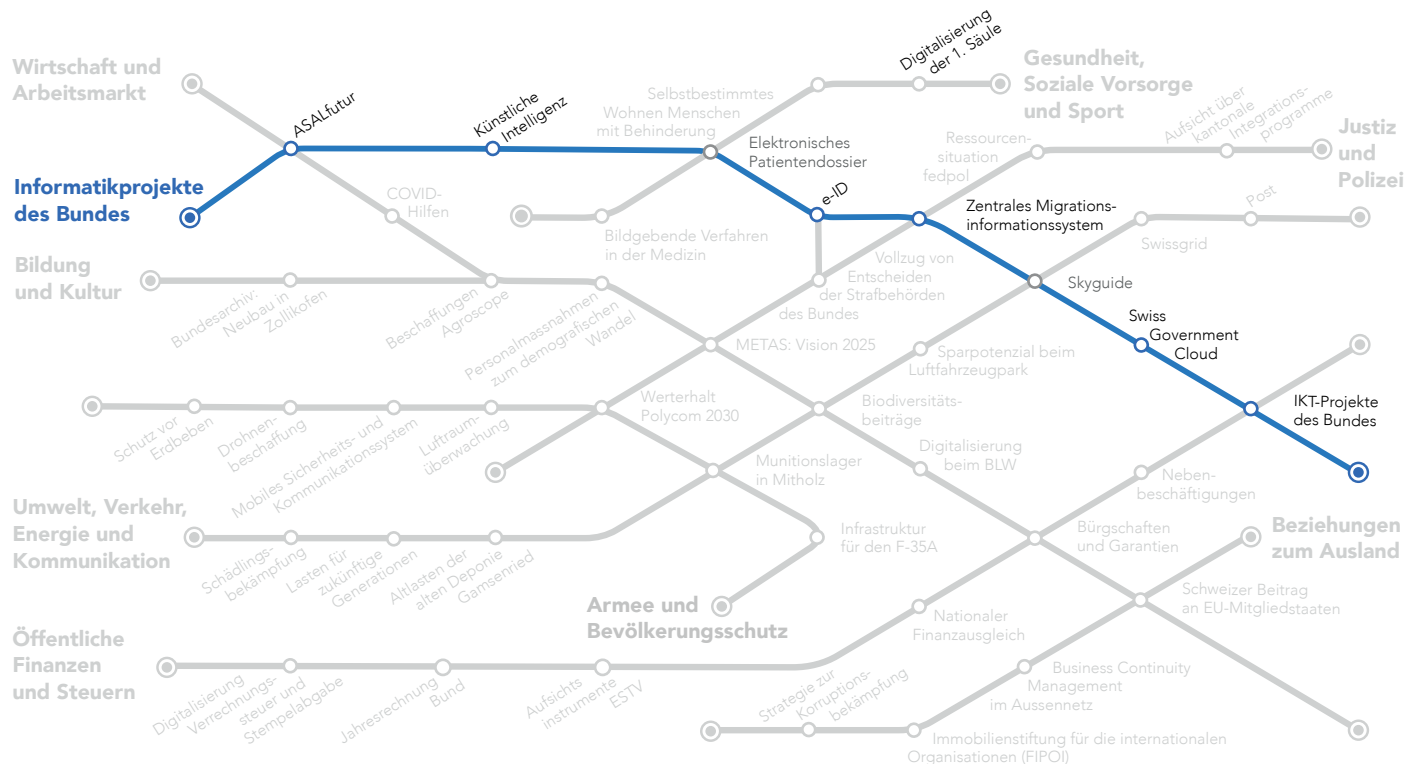 Digitalisierung
der 1. Säule
Gesundheit,
Soziale Vorsorge
und Sport
Wirtschaft und
Arbeitsmarkt
ASALfutur
Künstliche
Intelligenz
Selbstbestimmtes
Wohnen Menschen
mit Behinderung
Elektronisches
Patientendossier
Ressourcen-
situation
fedpol
Aufsicht über
kantonale
Integrations-
programme
Justiz
und
Polizei
Informatikprojekte
des Bundes
COVID-
Hilfen
Bildgebende Verfahren
in der Medizin
e-ID
Zentrales Migrations-
informationssystem
Swissgrid
Post
Bildung
und Kultur
Bundesarchiv:
Neubau in
Zollikofen
Beschaffungen
Agroscope
Personalmassnahmen
zum demografischen
Wandel
Vollzug von
Entscheiden
der Strafbehörden
des Bundes
Skyguide
METAS: Vision 2025
Sparpotenzial beim
Luftfahrzeugpark
Swiss
Government
Cloud
Schutz vor
Erdbeben
Drohnen-
beschaffung
Mobiles Sicherheits- und
Kommunikationssystem
Luftraum-
überwachung
Werterhalt
Polycom 2030
Biodiversitäts-
beiträge
IKT-Projekte
des Bundes
Digitalisierung
beim BLW
Munitionslager
in Mitholz
Neben-
beschäftigungen
Umwelt, Verkehr,
Energie und
Kommunikation
Schädlings-
bekämpfung
Lasten für
zukünftige
Generationen
Altlasten der
alten Deponie
Gamsenried
Infrastruktur
für den F-35A
Bürgschaften
und Garantien
Beziehungen
zum Ausland
Armee und
Bevölkerungsschutz
Nationaler
Finanzausgleich
Schweizer Beitrag
an EU-Mitgliedstaaten
Öffentliche
Finanzen
und Steuern
Digitalisierung
Verrechnungs-
steuer und
Stempelabgabe
Jahresrechnung
Bund
Aufsichts
instrumente
ESTV
Strategie zur
Korruptions-
bekämpfung
Business Continuity
Management
im Aussennetz
Immobilienstiftung für die internationalen
Organisationen (FIPOI)